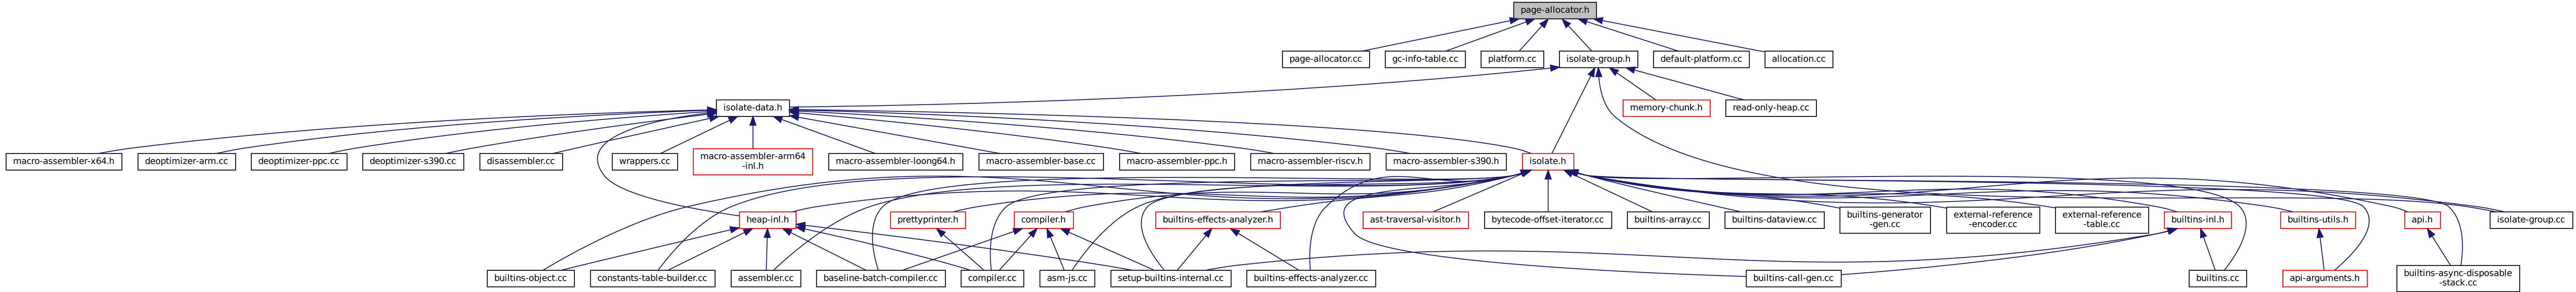 page-allocator.h
page-allocator.cc
gc-info-table.cc
platform.cc
isolate-group.h
default-platform.cc
allocation.cc
isolate-data.h
memory-chunk.h
read-only-heap.cc
macro-assembler-x64.h
deoptimizer-arm.cc
deoptimizer-ppc.cc
deoptimizer-s390.cc
disassembler.cc
wrappers.cc
macro-assembler-arm64
-inl.h
macro-assembler-loong64.h
macro-assembler-base.cc
macro-assembler-ppc.h
macro-assembler-riscv.h
macro-assembler-s390.h
isolate.h
heap-inl.h
prettyprinter.h
compiler.h
builtins-effects-analyzer.h
ast-traversal-visitor.h
bytecode-offset-iterator.cc
builtins-array.cc
builtins-dataview.cc
builtins-generator
-gen.cc
external-reference
-encoder.cc
external-reference
-table.cc
builtins-inl.h
builtins-utils.h
api.h
isolate-group.cc
builtins-object.cc
constants-table-builder.cc
assembler.cc
baseline-batch-compiler.cc
compiler.cc
asm-js.cc
setup-builtins-internal.cc
builtins-effects-analyzer.cc
builtins-call-gen.cc
builtins.cc
api-arguments.h
builtins-async-disposable
-stack.cc